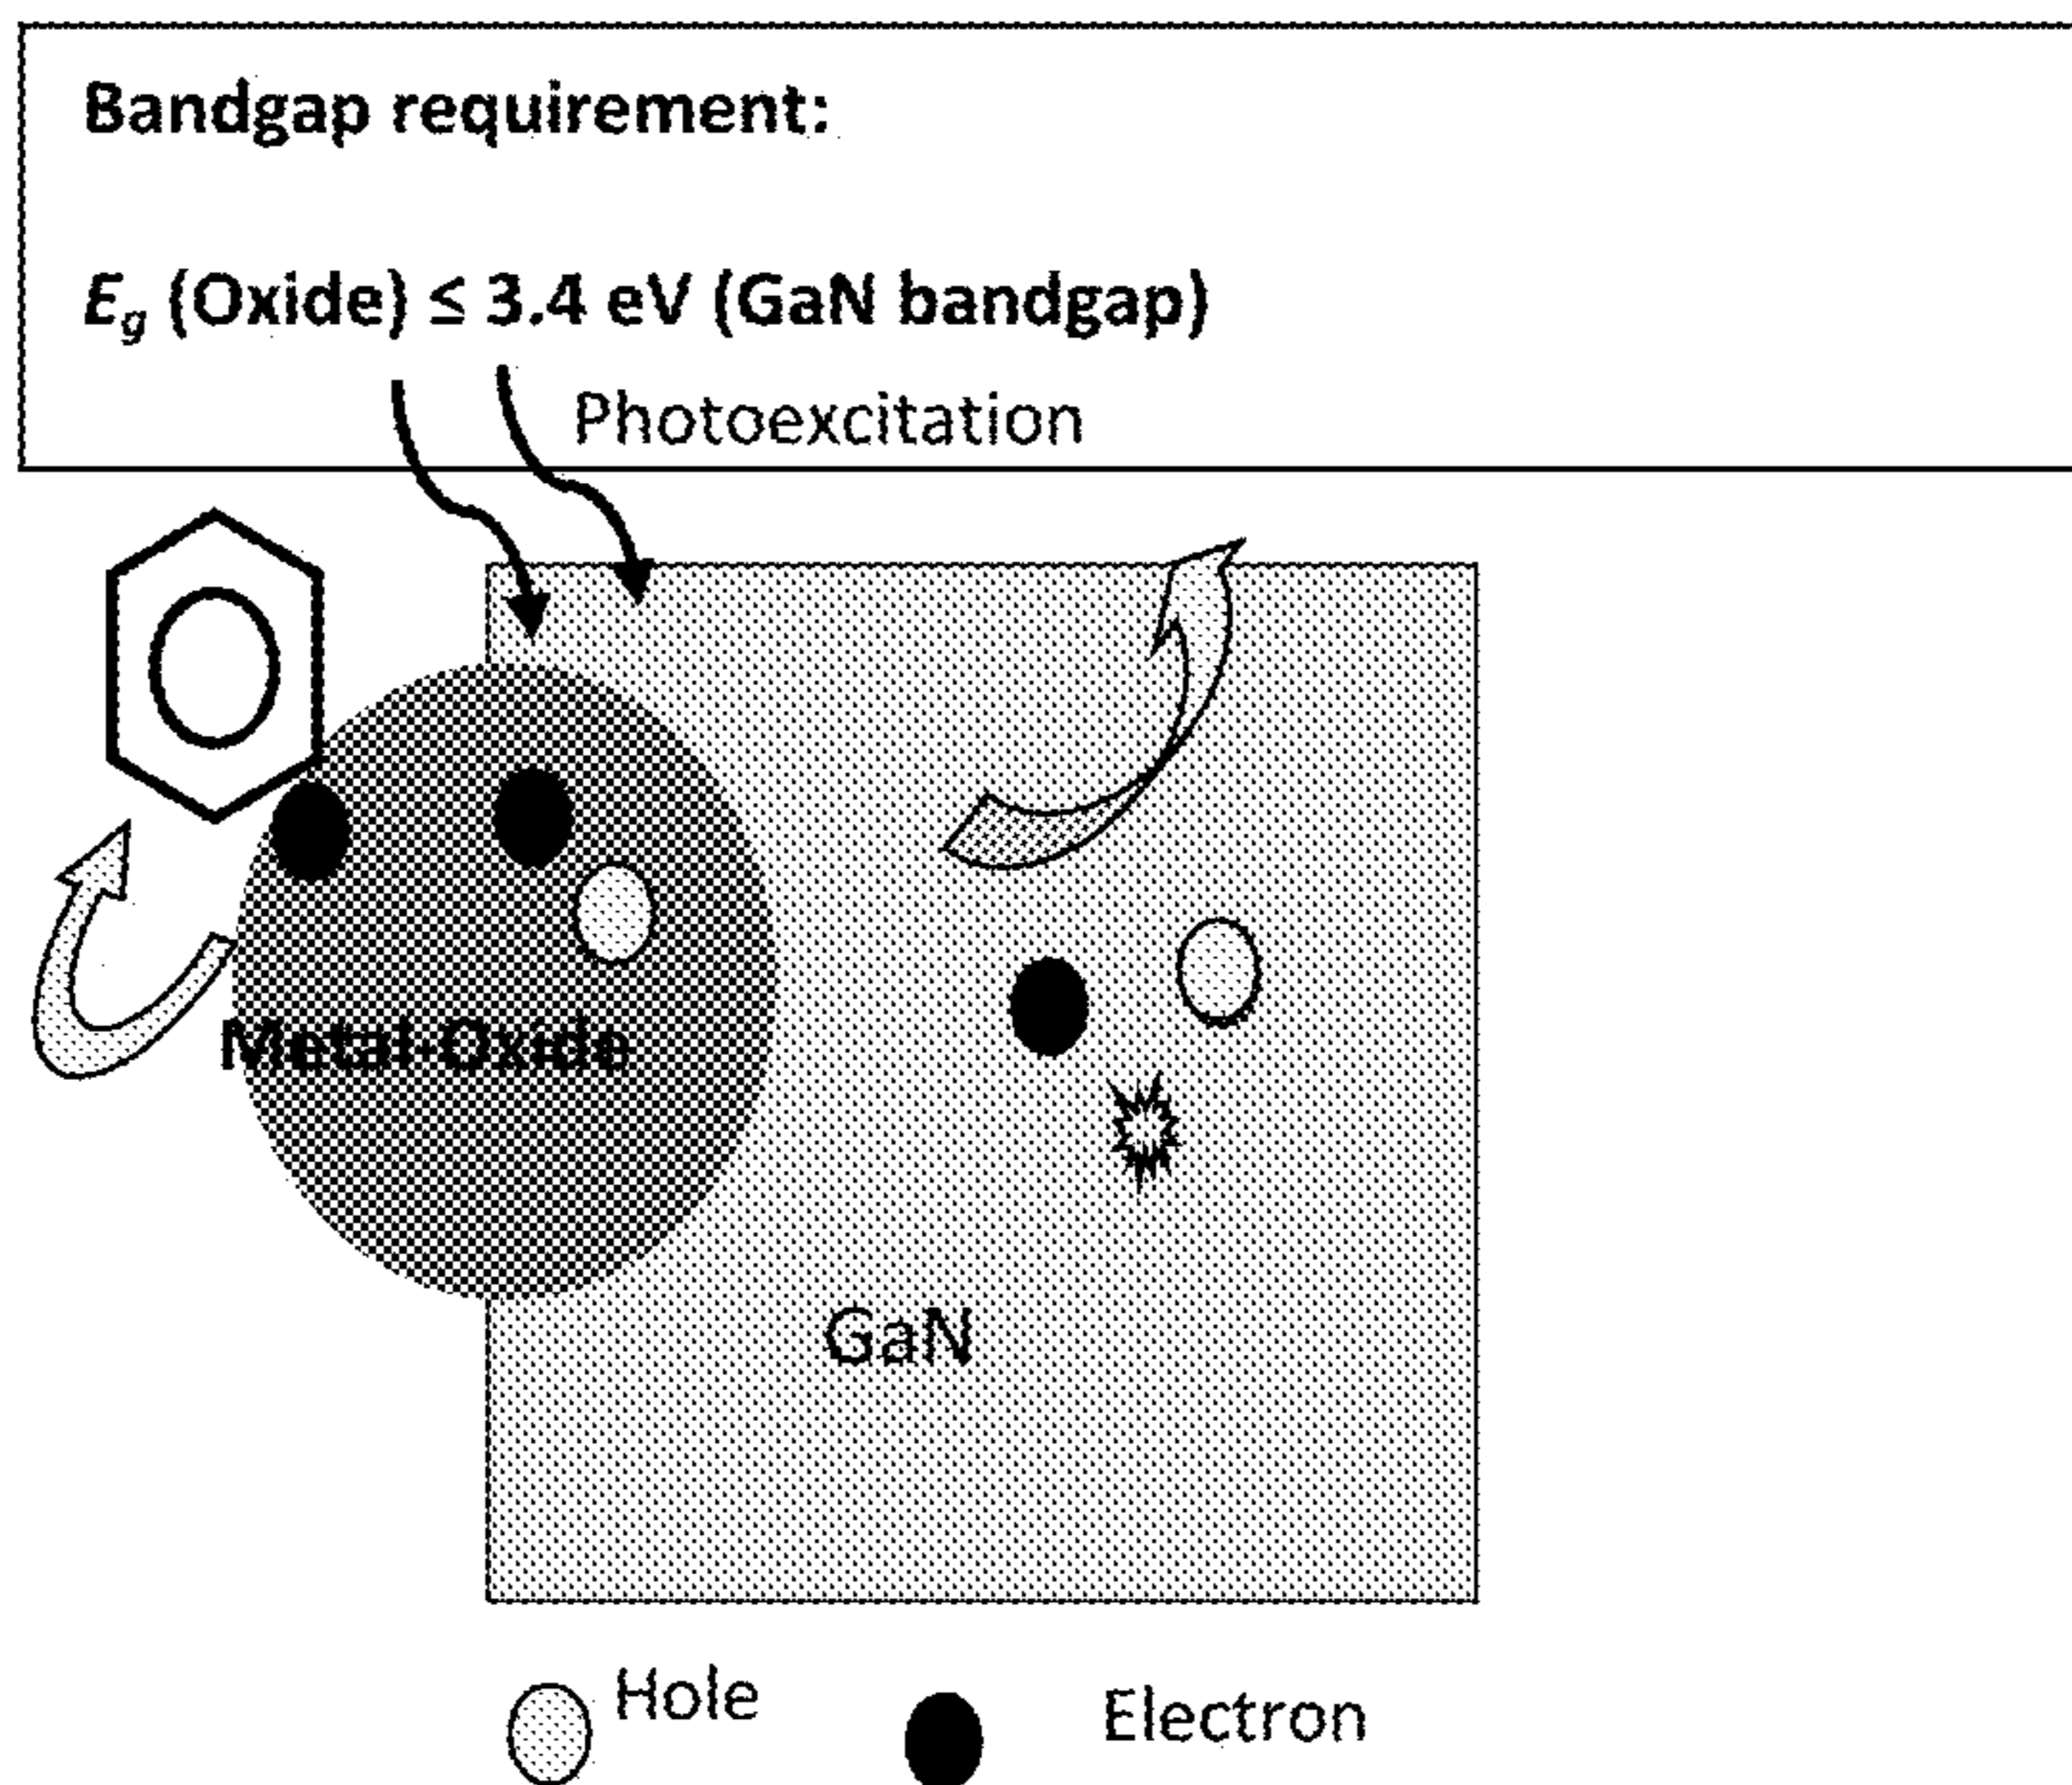 Bandgap requirement:
Eg (Oxide) ≤ 3.4 eV (GaN bandgap)
Photoexcitation
Metal-Oxide
GaN
Hole
Electron